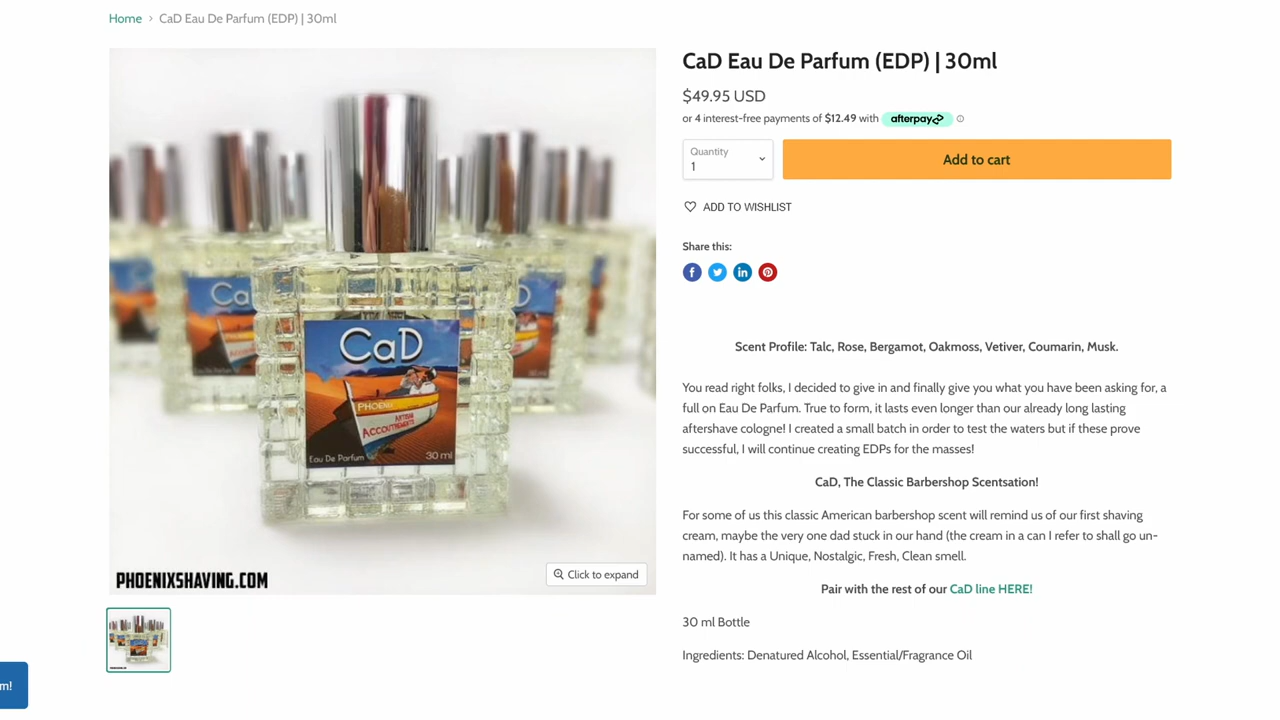 Home > CaD Eau De Parfum (EDP) | 30ml
CaD Eau De Parfum (EDP) | 30ml
$49.95 USD
or 4 interest-free payments of $12.49 with afterpay
Quantity
1
Add to cart
ADD TO WISHLIST
Share this:
Scent Profile: Talc, Rose, Bergamot, Oakmoss, Vetiver, Coumarin, Musk.
You read right folks, I decided to give in and finally give you what you have been asking for, a
full on Eau De Parfum. True to form, it lasts even longer than our already long lasting
aftershave cologne! I created a small batch in order to test the waters but if these prove
successful, I will continue creating EDPs for the masses!
CaD, The Classic Barbershop Scentsation!
For some of us this classic American barbershop scent will remind us of our first shaving
cream, maybe the very one dad stuck in our hand (the cream in a can I refer to shall go un-
named). It has a Unique, Nostalgic, Fresh, Clean smell.
Pair with the rest of our CaD line HERE!
30 ml Bottle
Ingredients: Denatured Alcohol, Essential/Fragrance Oil
CaD
PHOENIX
ARTISAN
ACCOUTREMENTS
Eau De Parfum 30 ml
PHOENIXSHAVING.COM
Click to expand
m!